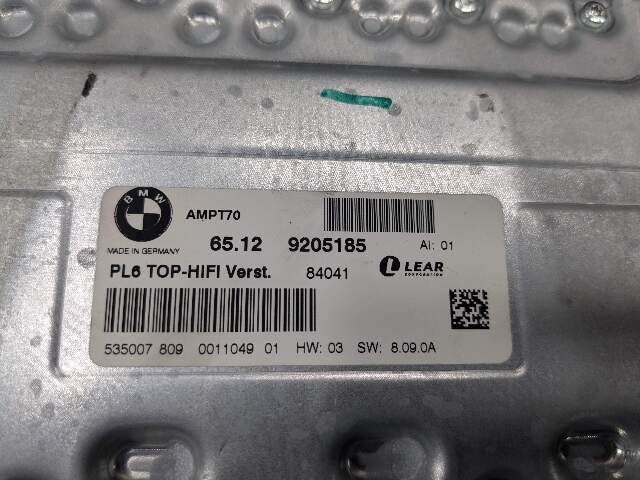 BMW
AMPT70
MADE IN GERMANY
65.12 9205185 AI: 01
PL6 TOP-HIFI Verst. 84041 LEAR
CORPORATION
535007 809 0011049 01 HW: 03 SW: 8.09.0A